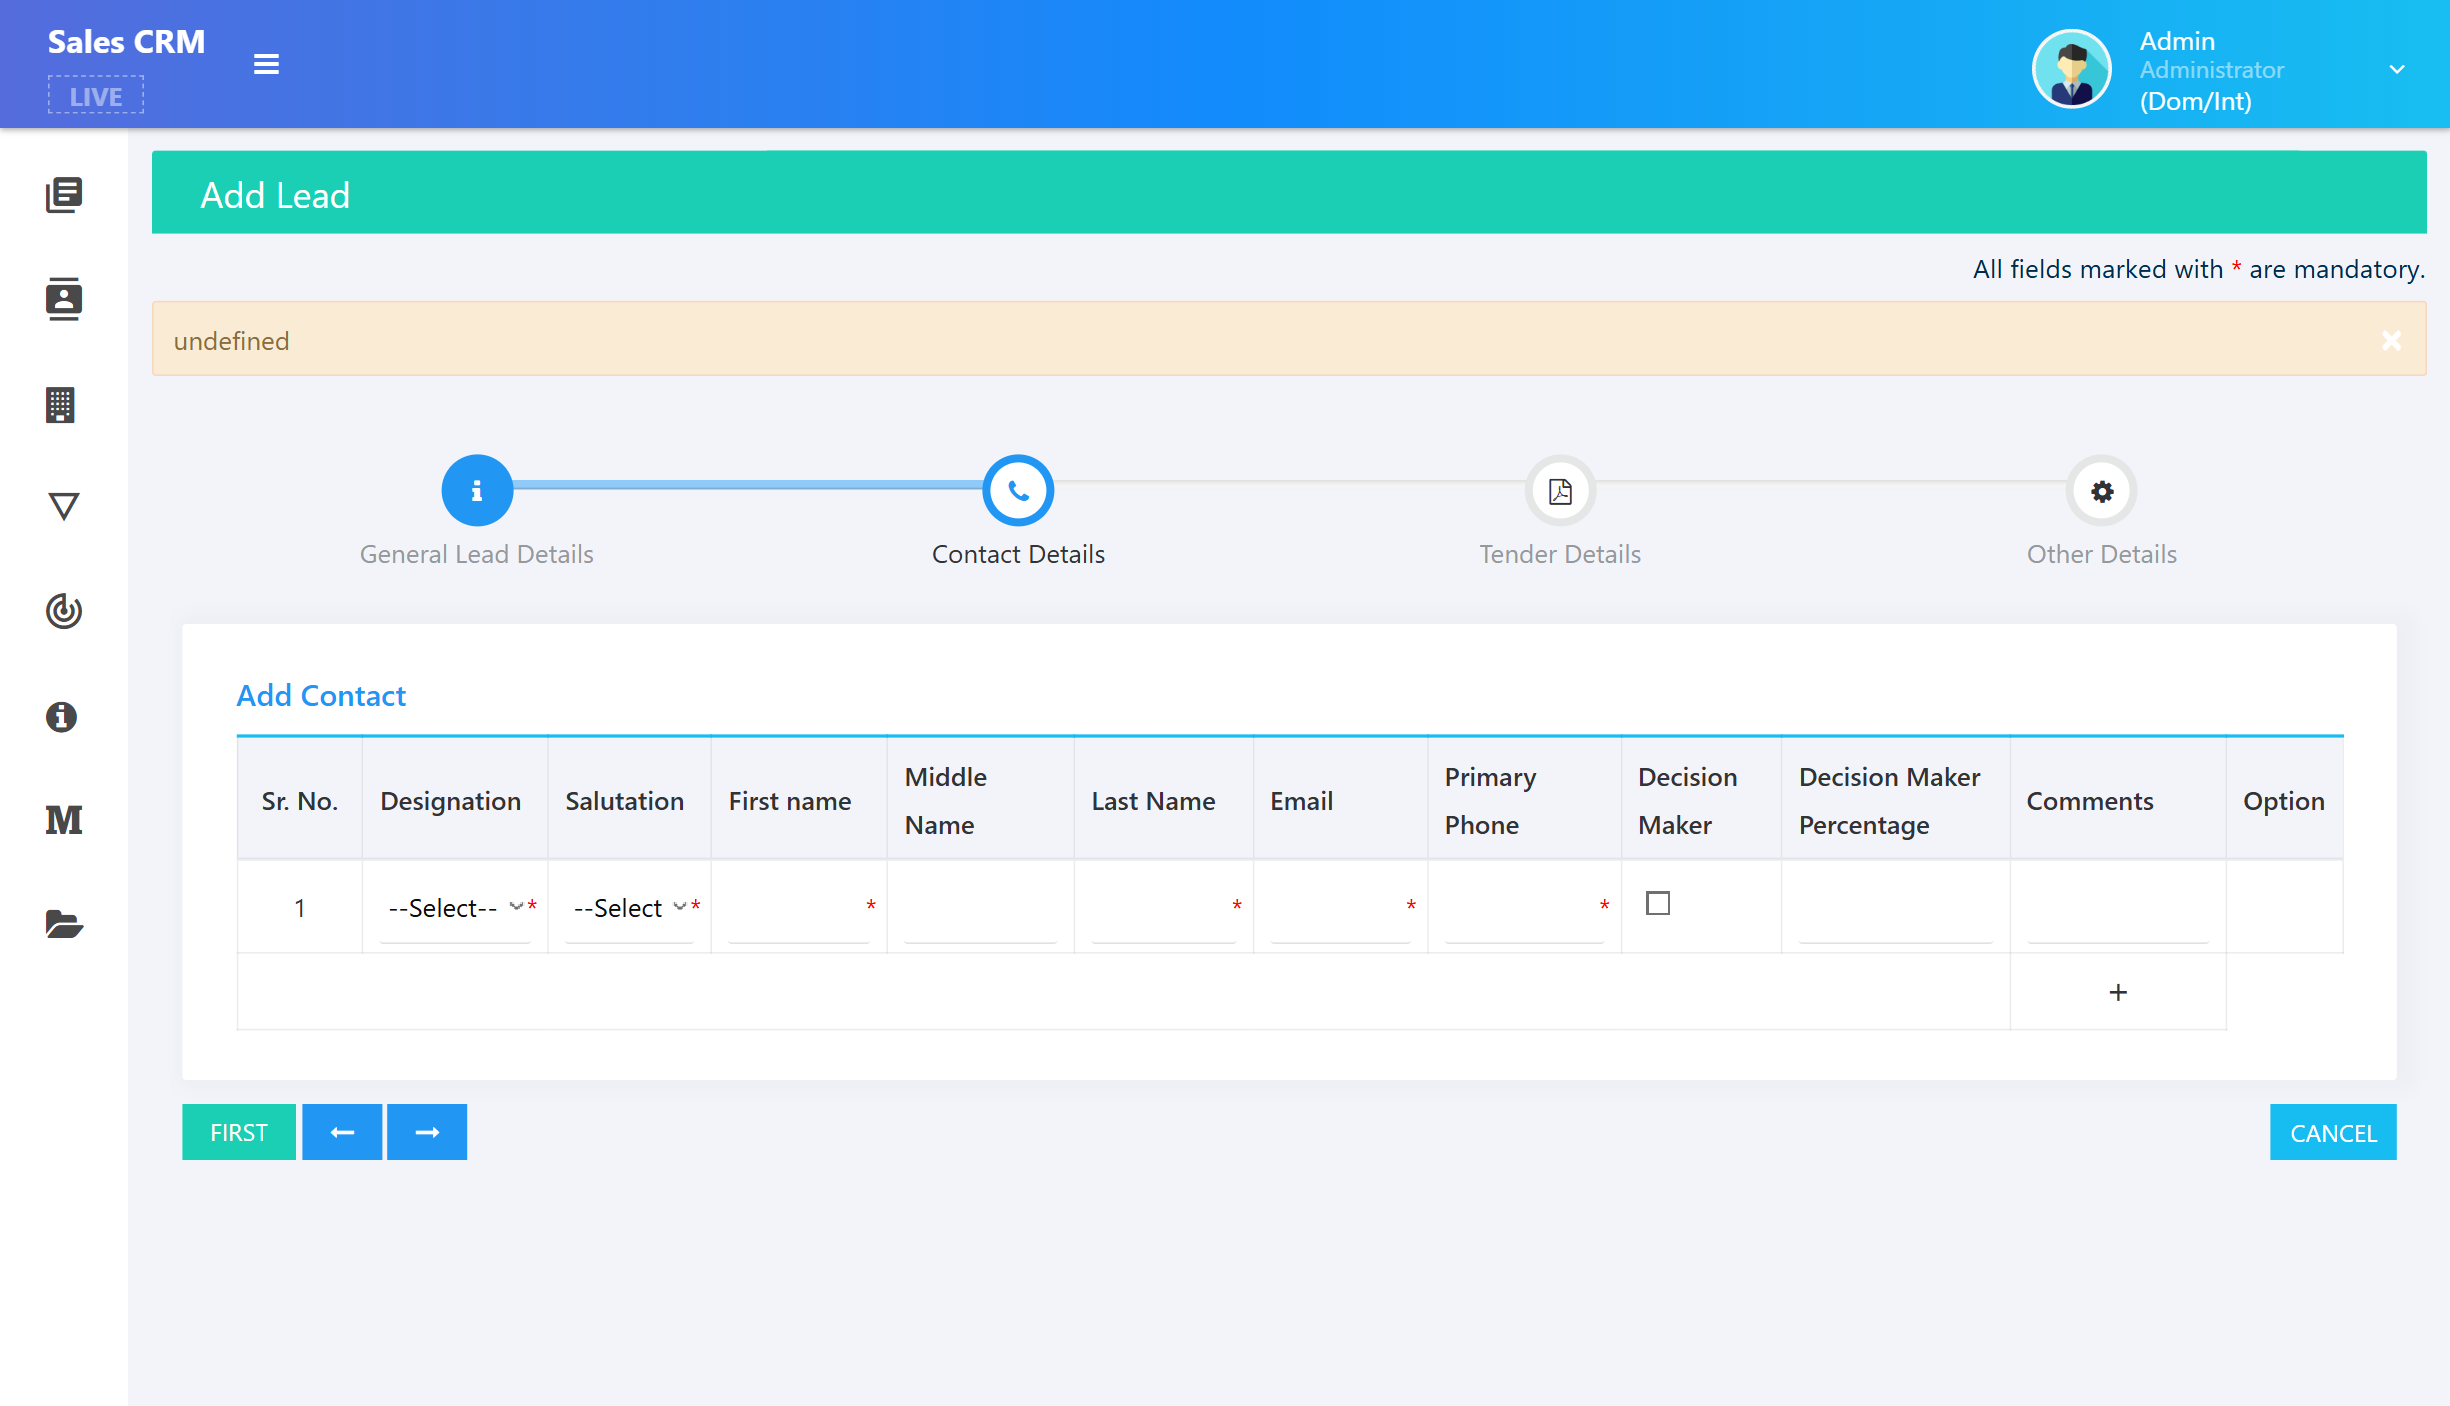 Sales CRM
LIVE
Admin
Administrator
(Dom/Int)
Add Lead
All fields marked with * are mandatory.
undefined
General Lead Details
Contact Details
Tender Details
Other Details
Add Contact
Sr. No. Designation Salutation First name Middle Name Last Name Email Primary Phone Decision Maker Decision Maker Percentage Comments Option
1 --Select-- * --Select * * * * *
+
FIRST
CANCEL